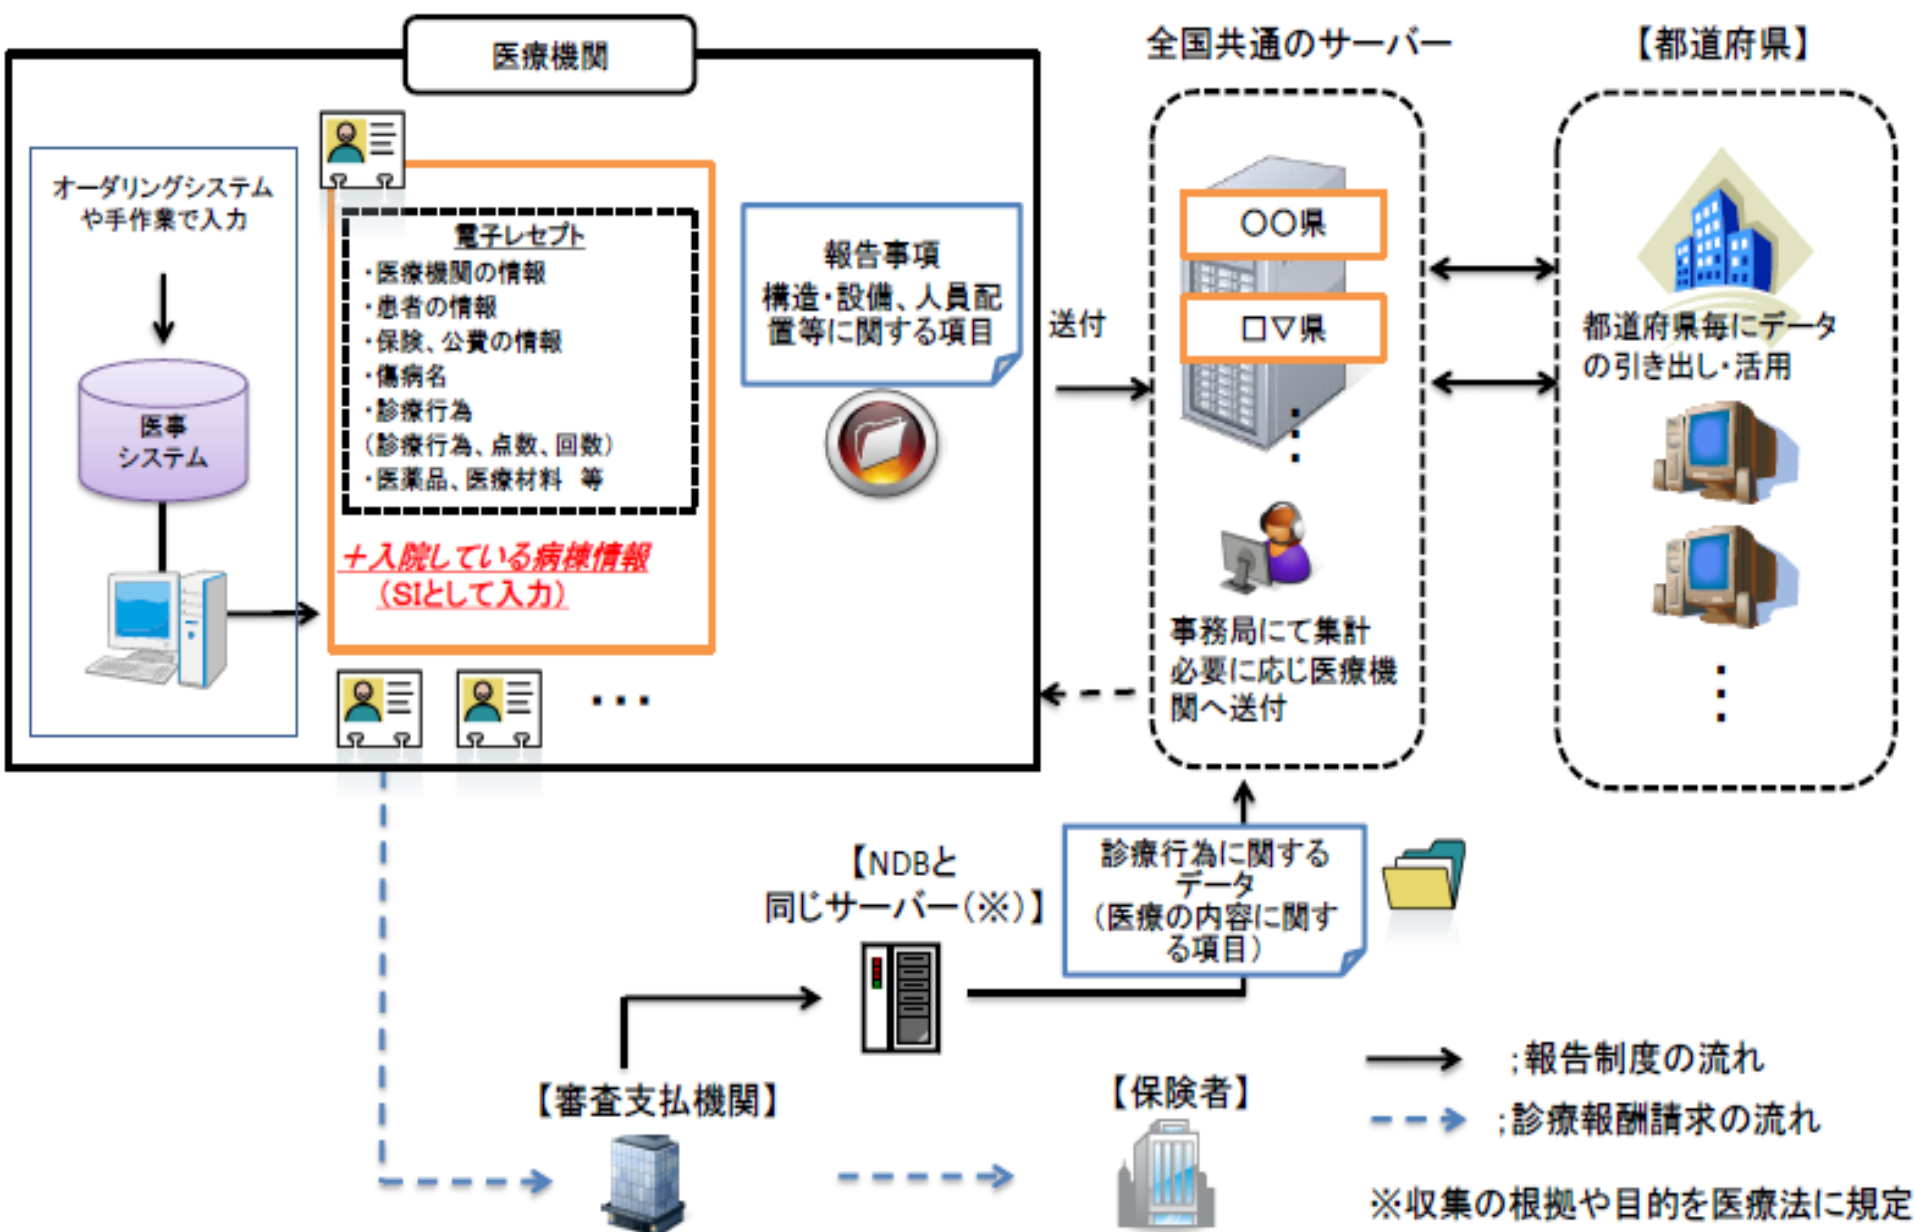 医療機関
オーダリングシステム
や手作業で入力
医事
システム
電子レセプト
・医療機関の情報
・患者の情報
・保険、公費の情報
・傷病名
・診療行為
(診療行為、点数、回数)
・医薬品、医療材料 等
＋入院している病棟情報
(SIとして入力)
報告事項
構造・設備、人員配
置等に関する項目
送付
全国共通のサーバー
〇〇県
□▽県
事務局にて集計
必要に応じ医療機
関へ送付
【都道府県】
都道府県毎にデータ
の引き出し・活用
【NDBと
同じサーバー(※)】
診療行為に関する
データ
(医療の内容に関す
る項目)
【審査支払機関】
【保険者】
;報告制度の流れ
;診療報酬請求の流れ
※収集の根拠や目的を医療法に規定